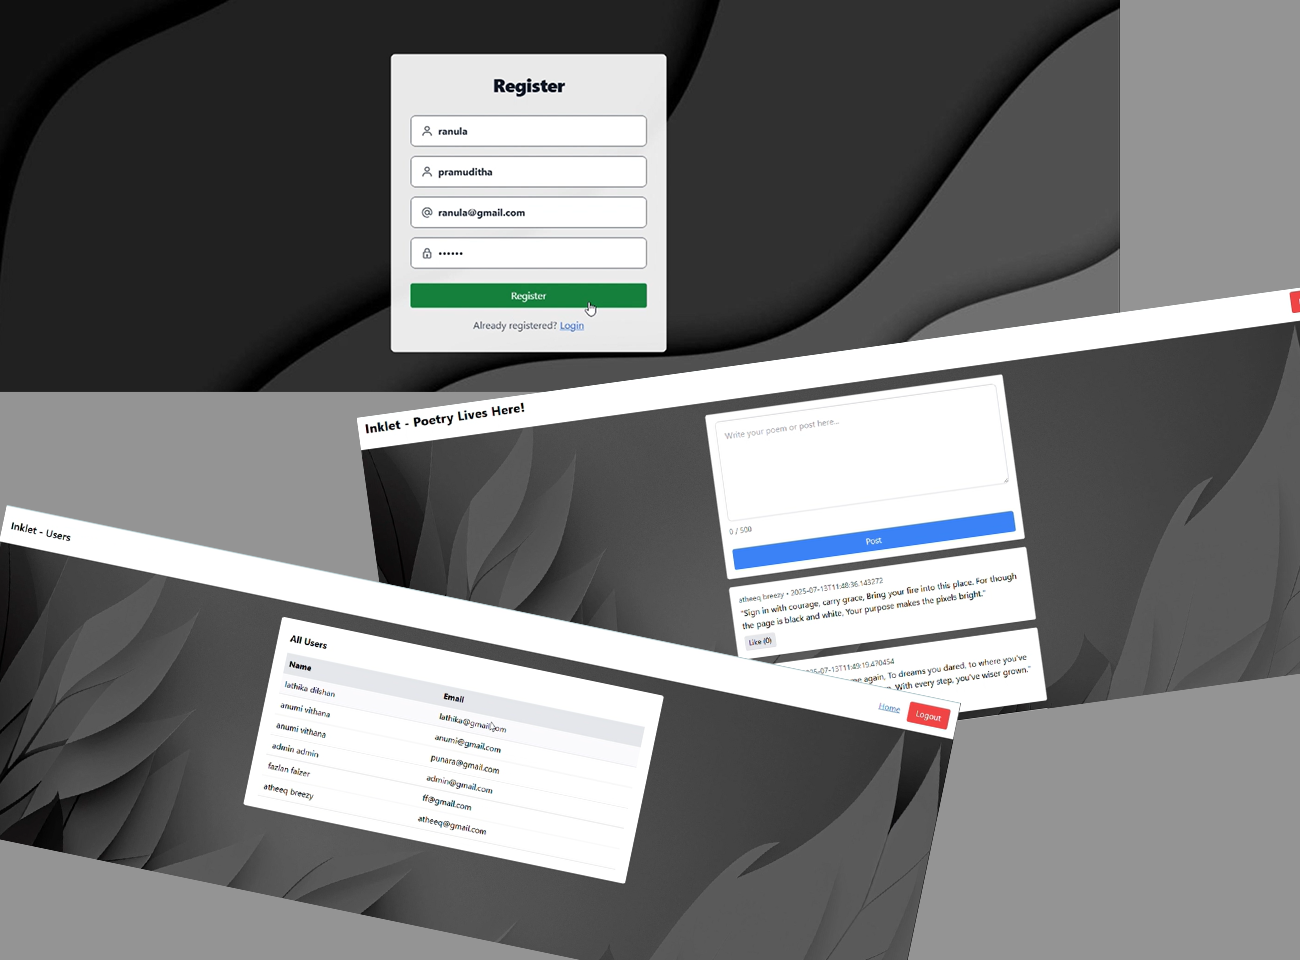 Register
ranula
pramuditha
ranula@gmail.com
••••••
Register
Already registered? Login
Inklet - Poetry Lives Here!
Write your poem or post here...
0 / 500
Post
atheeq breezy • 2025-07-13T11:48:36.143272
"Sign in with courage, carry grace, Bring your fire into this place. For though
the page is black and white, Your purpose makes the pixels bright."
Like (0)
-07-13T11:49:19.470454
again, To dreams you dared, to where you've
With every step, you've wiser grown."
Inklet - Users
Home
Logout
All Users
Name Email
lathika dilshan lathika@gmail.com
anumi vithana anumi@gmail.com
anumi vithana punara@gmail.com
admin admin admin@gmail.com
fazlan faizer ff@gmail.com
atheeq breezy atheeq@gmail.com